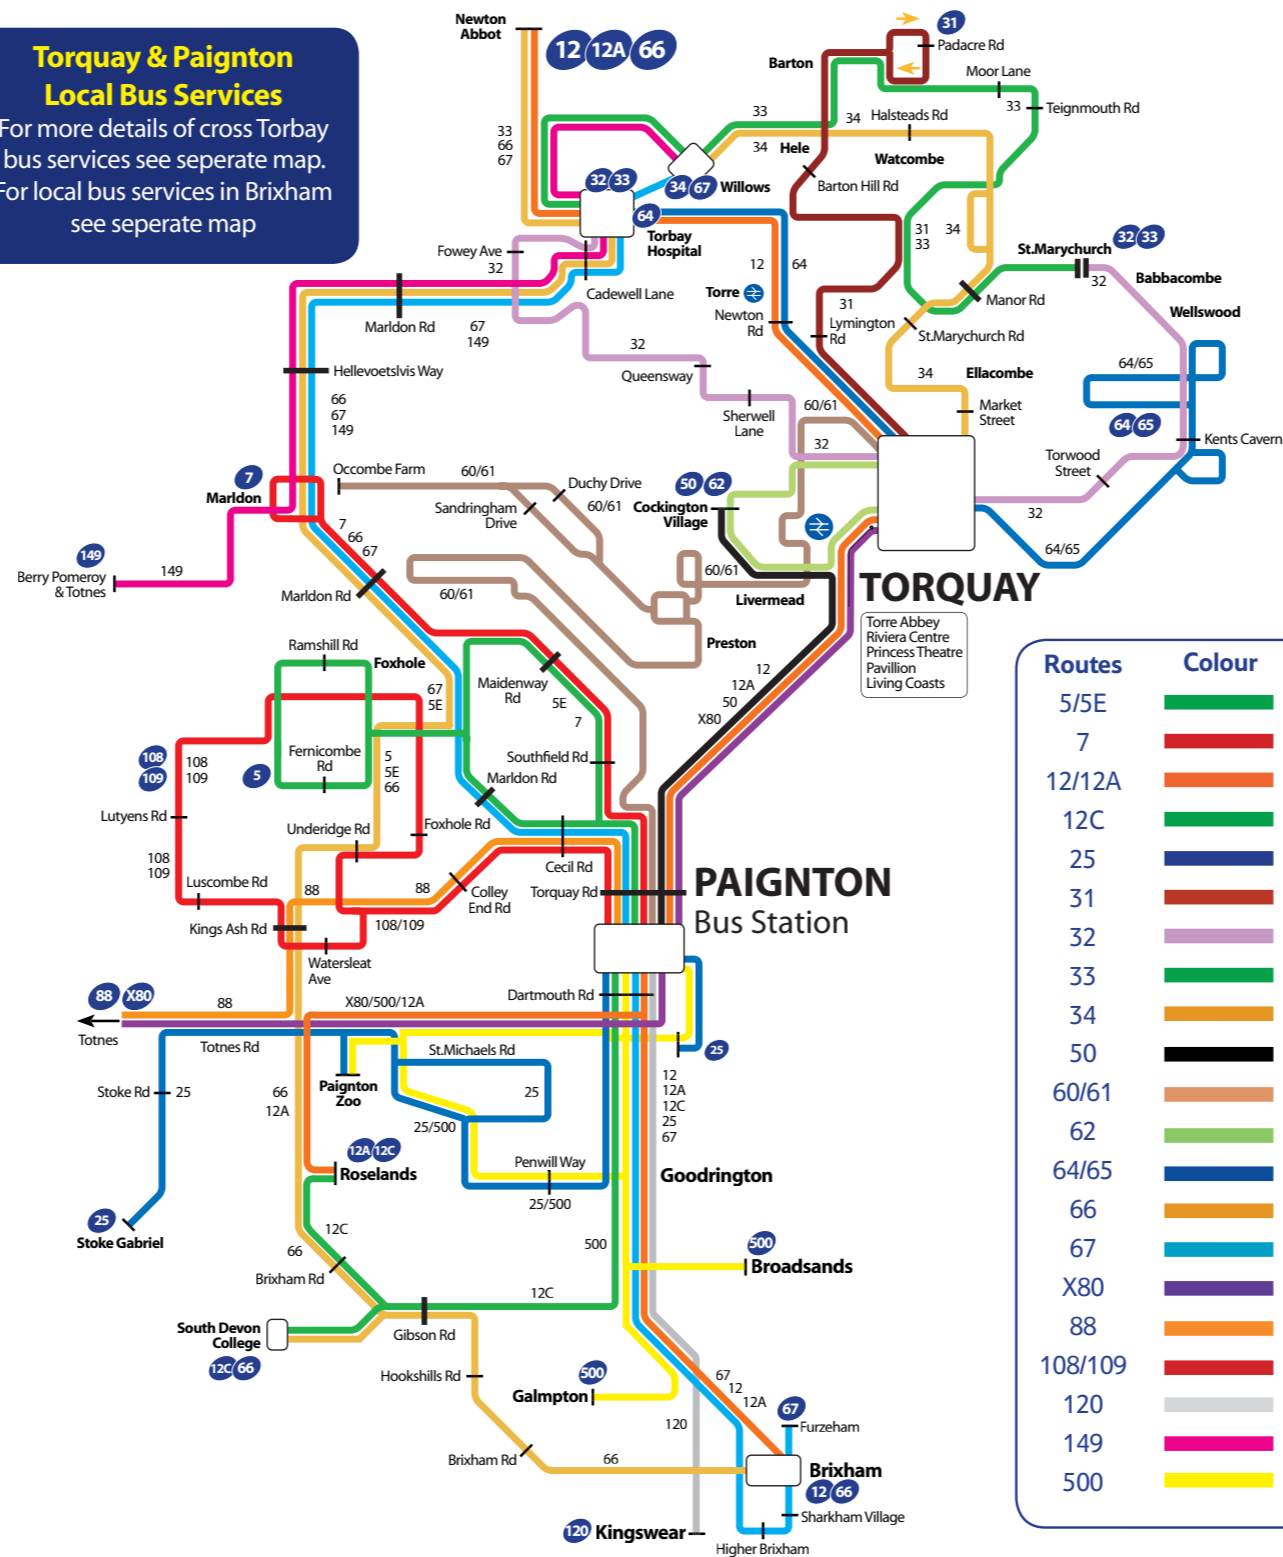 Torquay & Paignton
Local Bus Services
For more details of cross Torbay
bus services see seperate map.
For local bus services in Brixham
see seperate map
Newton
Abbot
12 12A 66
31
Padacre Rd
Barton
Moor Lane
33
Teignmouth Rd
33
34
Halsteads Rd
33
66
67
34
Hele
Watcombe
Barton Hill Rd
32 33
34 67
Willows
64
Torbay
Hospital
31
33
34
St.Marychurch
32 33
32
Babbacombe
Fowey Ave
32
Cadewell Lane
12
64
Torre
Newton
Rd
31
Lymington
Rd
Manor Rd
St.Marychurch Rd
Wellswood
Marldon Rd
67
149
32
Queensway
34
Ellacombe
64/65
Hellevoetslvis Way
66
67
149
Sherwell
Lane
60/61
Market
Street
64 65
Kents Cavern
32
Torwood
Street
7
Marldon
Occombe Farm
60/61
Duchy Drive
60/61
Sandringham
Drive
50 62
Cockington
Village
32
64/65
7
66
67
149
Berry Pomeroy
& Totnes
149
Marldon Rd
60/61
60/61
Livermead
TORQUAY
Torre Abbey
Riviera Centre
Princess Theatre
Pavillion
Living Coasts
Preston
Ramshill Rd
Foxhole
67
5E
Maidenway
Rd
5E
7
12
12A
50
X80
108
109
108
109
Fernicombe
Rd
5
5
5E
66
Southfield Rd
Marldon Rd
Lutyens Rd
Underidge Rd
Foxhole Rd
108
109
Cecil Rd
Luscombe Rd
88
88
Colley
End Rd
Torquay Rd
PAIGNTON
Bus Station
Kings Ash Rd
108/109
Watersleat
Ave
88 X80
88
X80/500/12A
Dartmouth Rd
Totnes
Totnes Rd
St.Michaels Rd
25
Stoke Rd
25
Paignton
Zoo
25
12
12A
12C
25
67
66
12A
25/500
12A 12C
Roselands
Penwill Way
25/500
Goodrington
25
Stoke Gabriel
12C
66
500
500
Broadsands
Brixham Rd
12C
South Devon
College
12C 66
Gibson Rd
Hookshills Rd
500
Galmpton
67
12
12A
120
67
Furzeham
Brixham Rd
66
Brixham
12 66
Sharkham Village
120
Kingswear
Higher Brixham
Routes
Colour
5/5E
7
12/12A
12C
25
31
32
33
34
50
60/61
62
64/65
66
67
X80
88
108/109
120
149
500